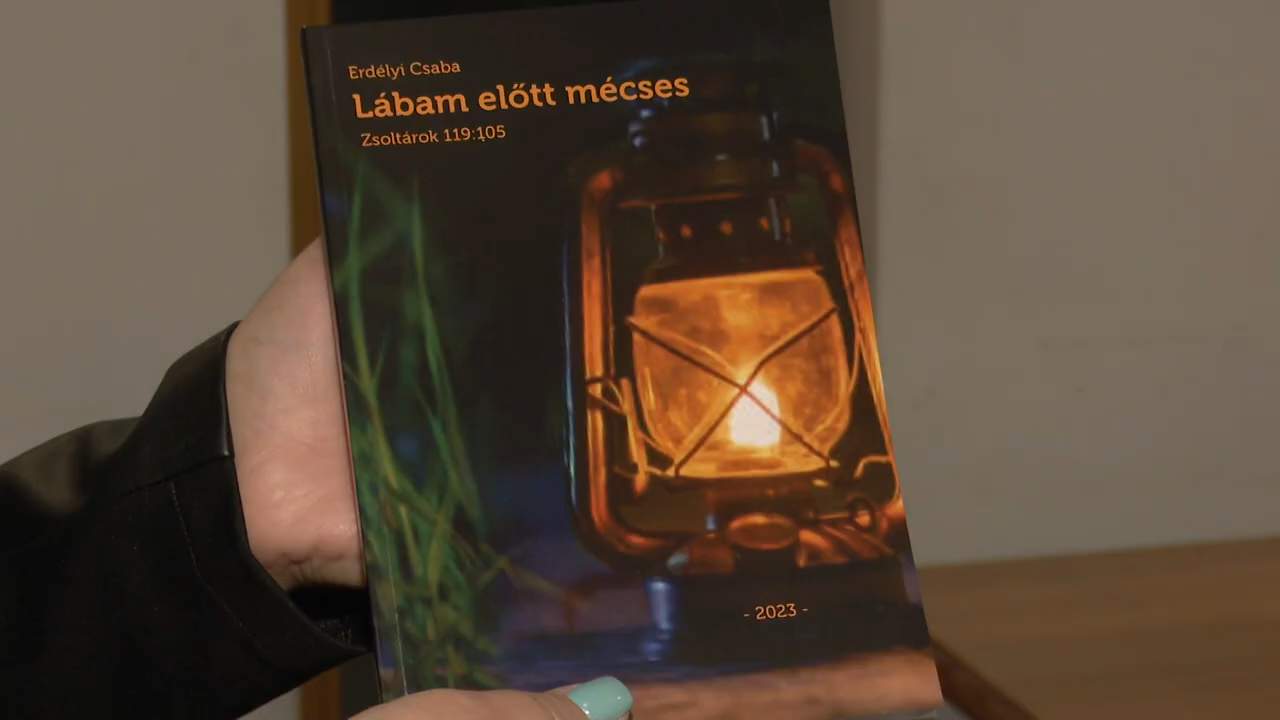 Erdélyi Csaba
Lábam előtt mécses
Zsoltárok 119:105
- 2023 -